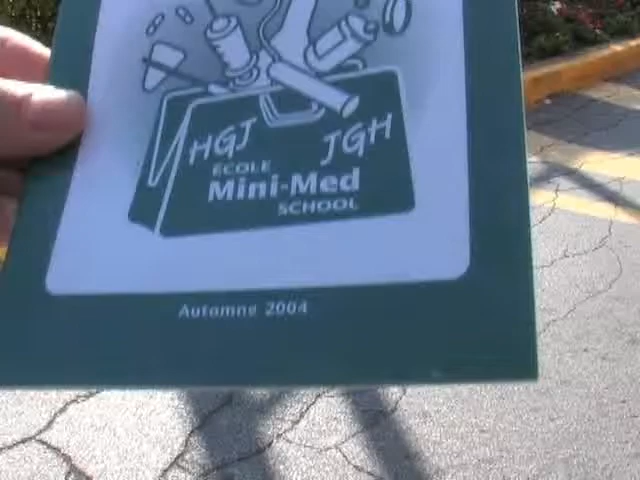 HGJ JGH
ÉCOLE
Mini-Med
SCHOOL
Automne 2004